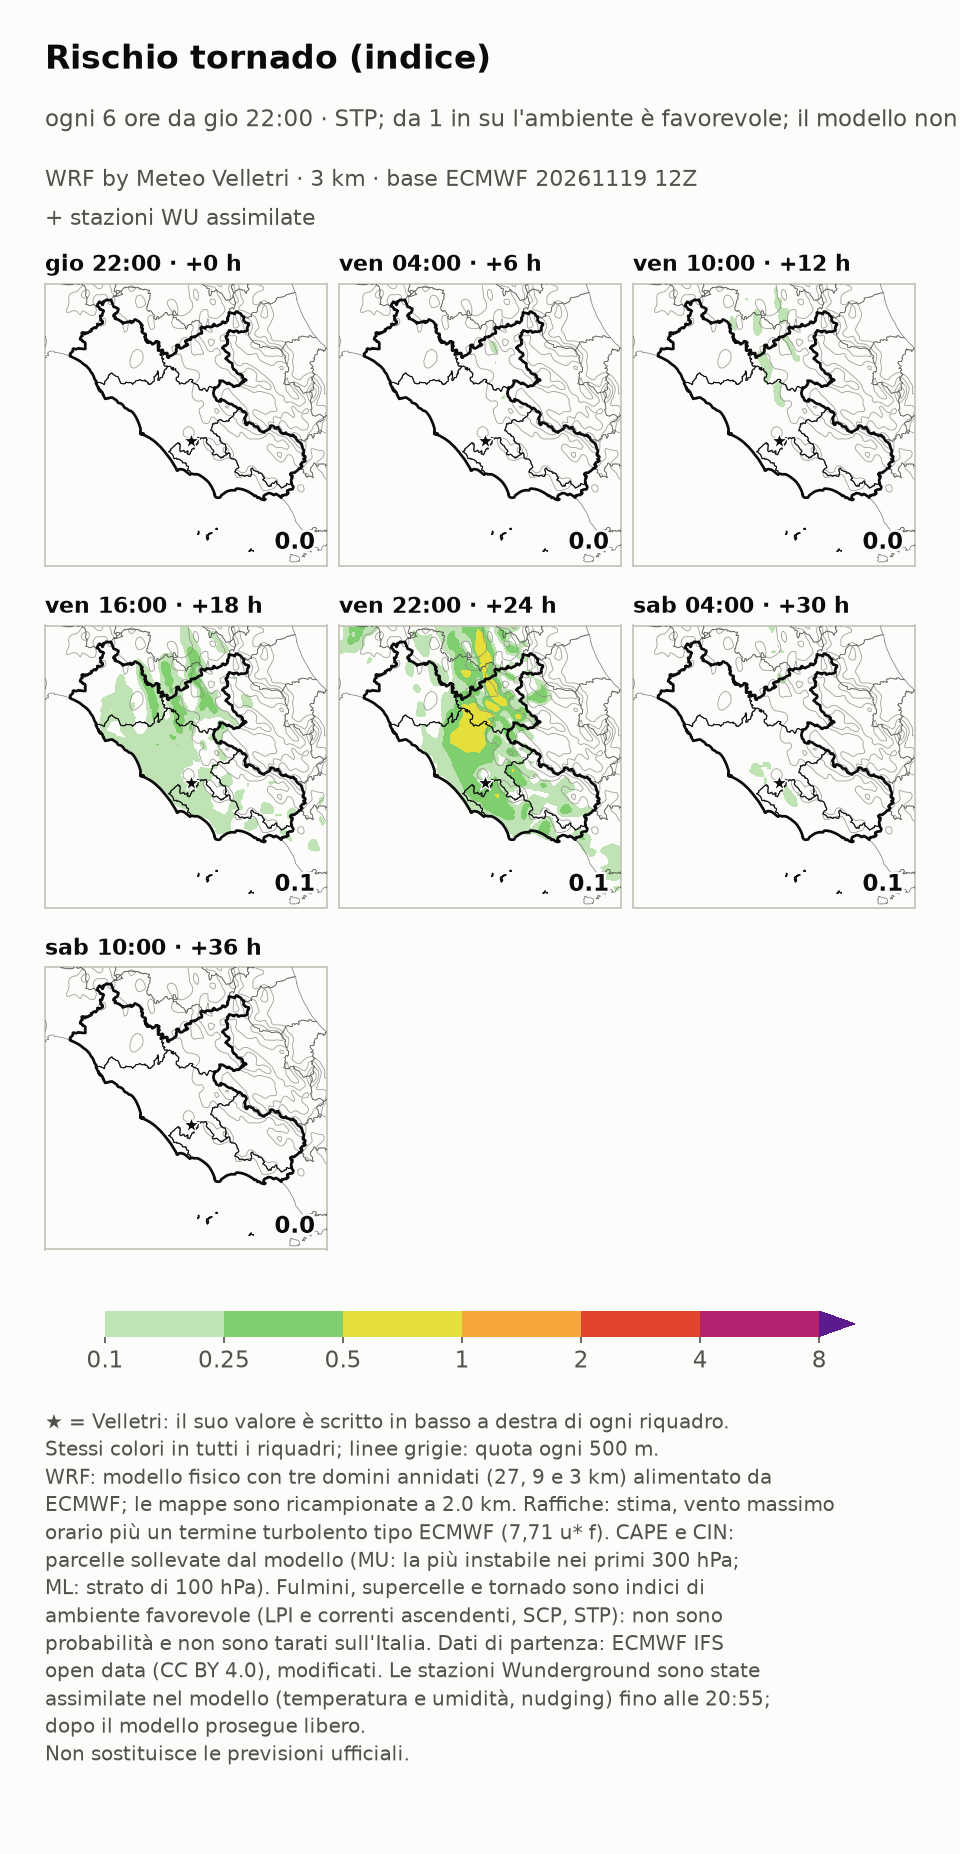 Rischio tornado (indice)
ogni 6 ore da gio 22:00 · STP; da 1 in su l'ambiente è favorevole; il modello non
WRF by Meteo Velletri · 3 km · base ECMWF 20261119 12Z
+ stazioni WU assimilate
gio 22:00 · +0 h
ven 04:00 · +6 h
ven 10:00 · +12 h
0.0
0.0
0.0
ven 16:00 · +18 h
ven 22:00 · +24 h
sab 04:00 · +30 h
0.1
0.1
0.1
sab 10:00 · +36 h
0.0
0.1 0.25 0.5 1 2 4 8
★ = Velletri: il suo valore è scritto in basso a destra di ogni riquadro.
Stessi colori in tutti i riquadri; linee grigie: quota ogni 500 m.
WRF: modello fisico con tre domini annidati (27, 9 e 3 km) alimentato da
ECMWF; le mappe sono ricampionate a 2.0 km. Raffiche: stima, vento massimo
orario più un termine turbolento tipo ECMWF (7,71 u* f). CAPE e CIN:
parcelle sollevate dal modello (MU: la più instabile nei primi 300 hPa;
ML: strato di 100 hPa). Fulmini, supercelle e tornado sono indici di
ambiente favorevole (LPI e correnti ascendenti, SCP, STP): non sono
probabilità e non sono tarati sull'Italia. Dati di partenza: ECMWF IFS
open data (CC BY 4.0), modificati. Le stazioni Wunderground sono state
assimilate nel modello (temperatura e umidità, nudging) fino alle 20:55;
dopo il modello prosegue libero.
Non sostituisce le previsioni ufficiali.